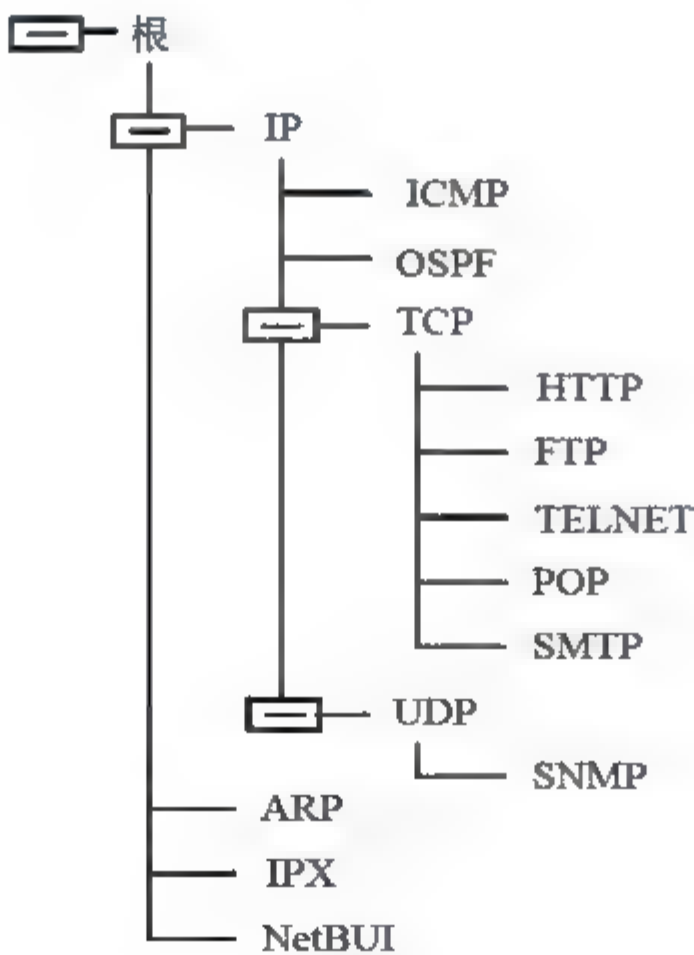 根
IP
ICMP
OSPF
TCP
HTTP
FTP
TELNET
POP
SMTP
UDP
SNMP
ARP
IPX
NetBUI